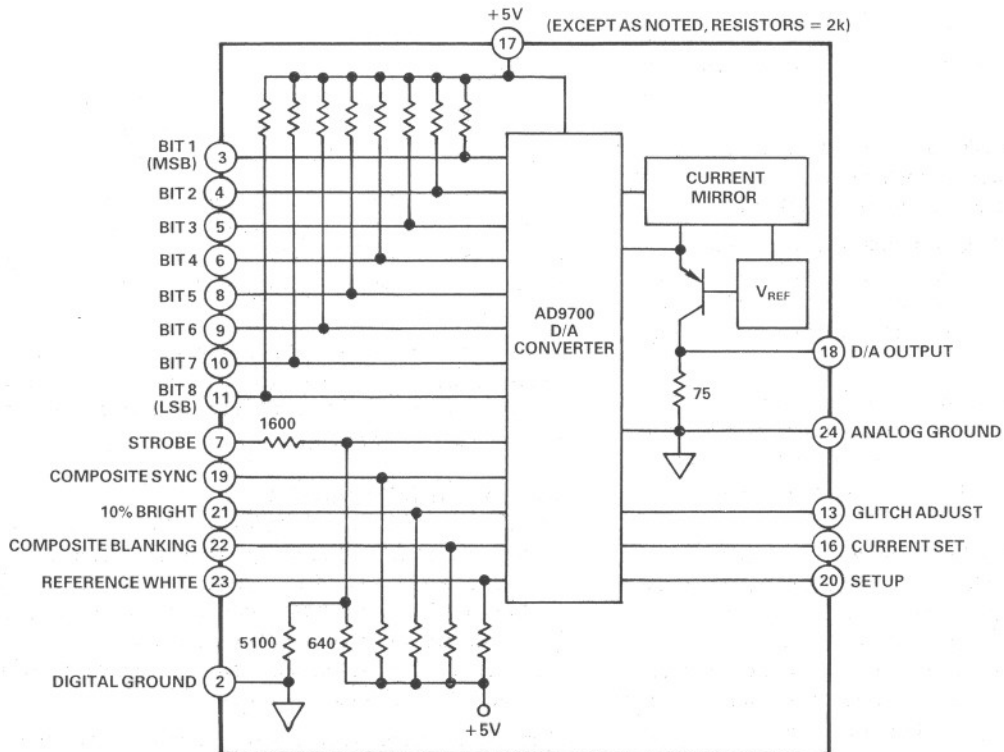 +5V
(EXCEPT AS NOTED, RESISTORS = 2k)
17
BIT 1
(MSB)
3
BIT 2
4
BIT 3
5
BIT 4
6
BIT 5
8
BIT 6
9
BIT 7
10
BIT 8
(LSB)
11
STROBE
7
1600
COMPOSITE SYNC
19
10% BRIGHT
21
COMPOSITE BLANKING
22
REFERENCE WHITE
23
5100
640
DIGITAL GROUND
2
+5V
AD9700
D/A
CONVERTER
CURRENT
MIRROR
VREF
18
D/A OUTPUT
75
24
ANALOG GROUND
13
GLITCH ADJUST
16
CURRENT SET
20
SETUP